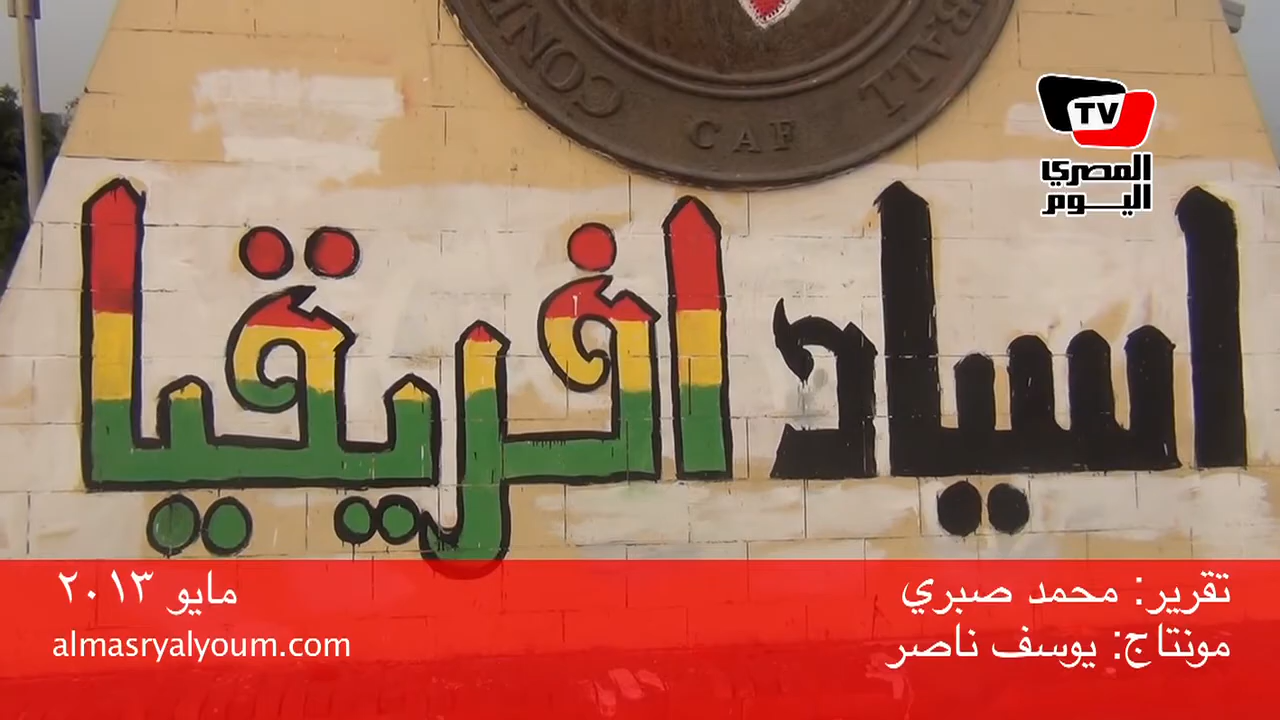 CAF
TV
المصري
اليوم
اسياد افريقيا
تقرير: محمد صبري
مونتاج: يوسف ناصر
مايو ٢٠١٣
almasryalyoum.com